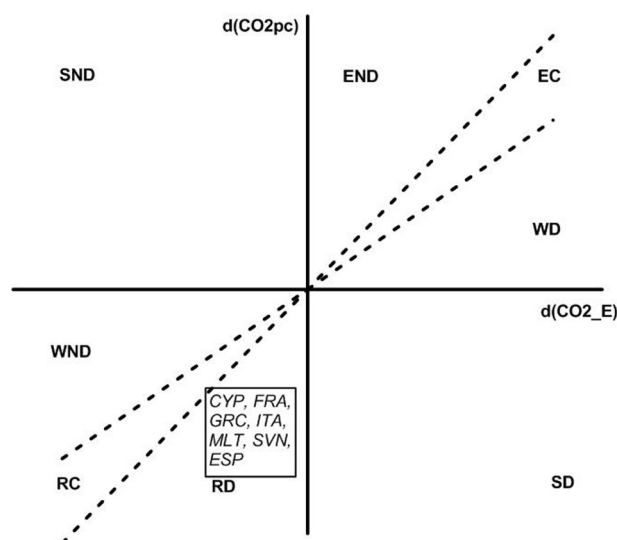 d(CO2pc)
SND
END
EC
WD
d(CO2_E)
WND
CYP, FRA,
GRC, ITA,
MLT, SVN,
ESP
RC
RD
SD